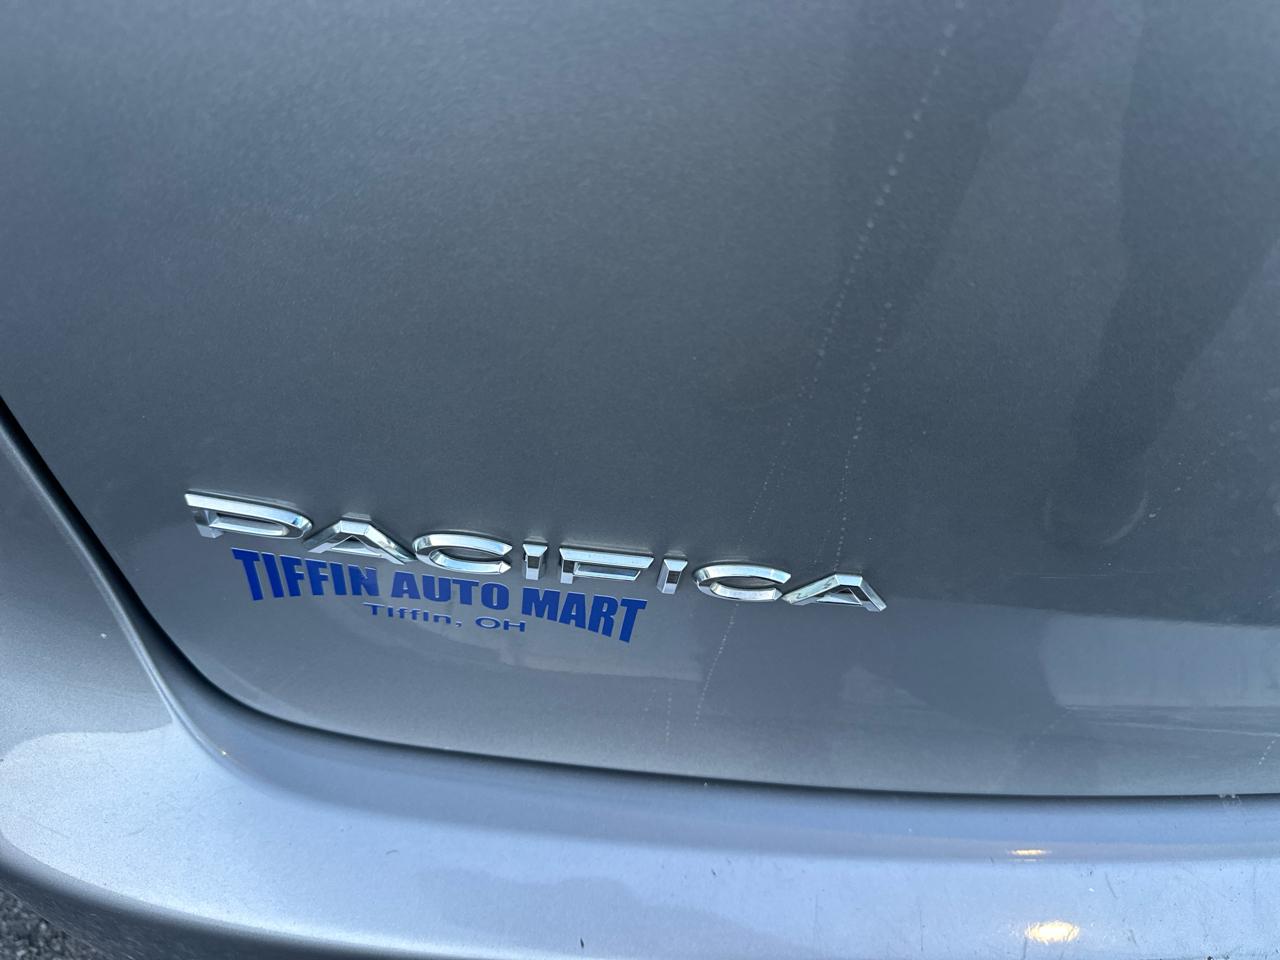 PACIFICA
TIFFIN AUTO MART
Tiffin, OH